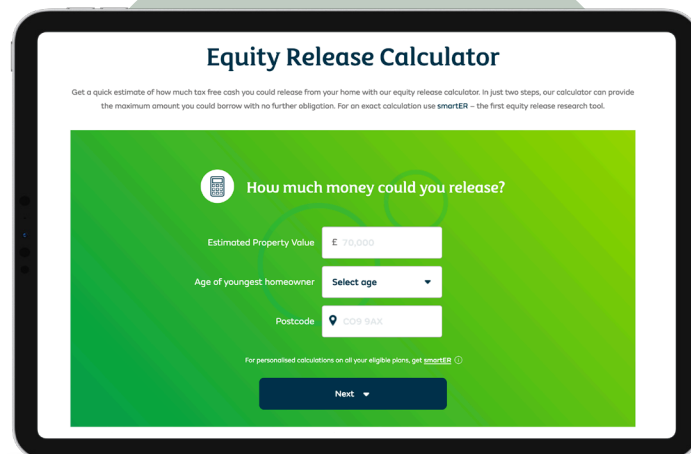 Equity Release Calculator
Get a quick estimate of how much tax free cash you could release from your home with our equity release calculator. In just two steps, our calculator can provide
the maximum amount you could borrow with no further obligation. For an exact calculation use smartER – the first equity release research tool.
How much money could you release?
Estimated Property Value £ 70,000
Age of youngest homeowner Select age
Postcode CO9 9AX
For personalised calculations on all your eligible plans, get smartER
Next